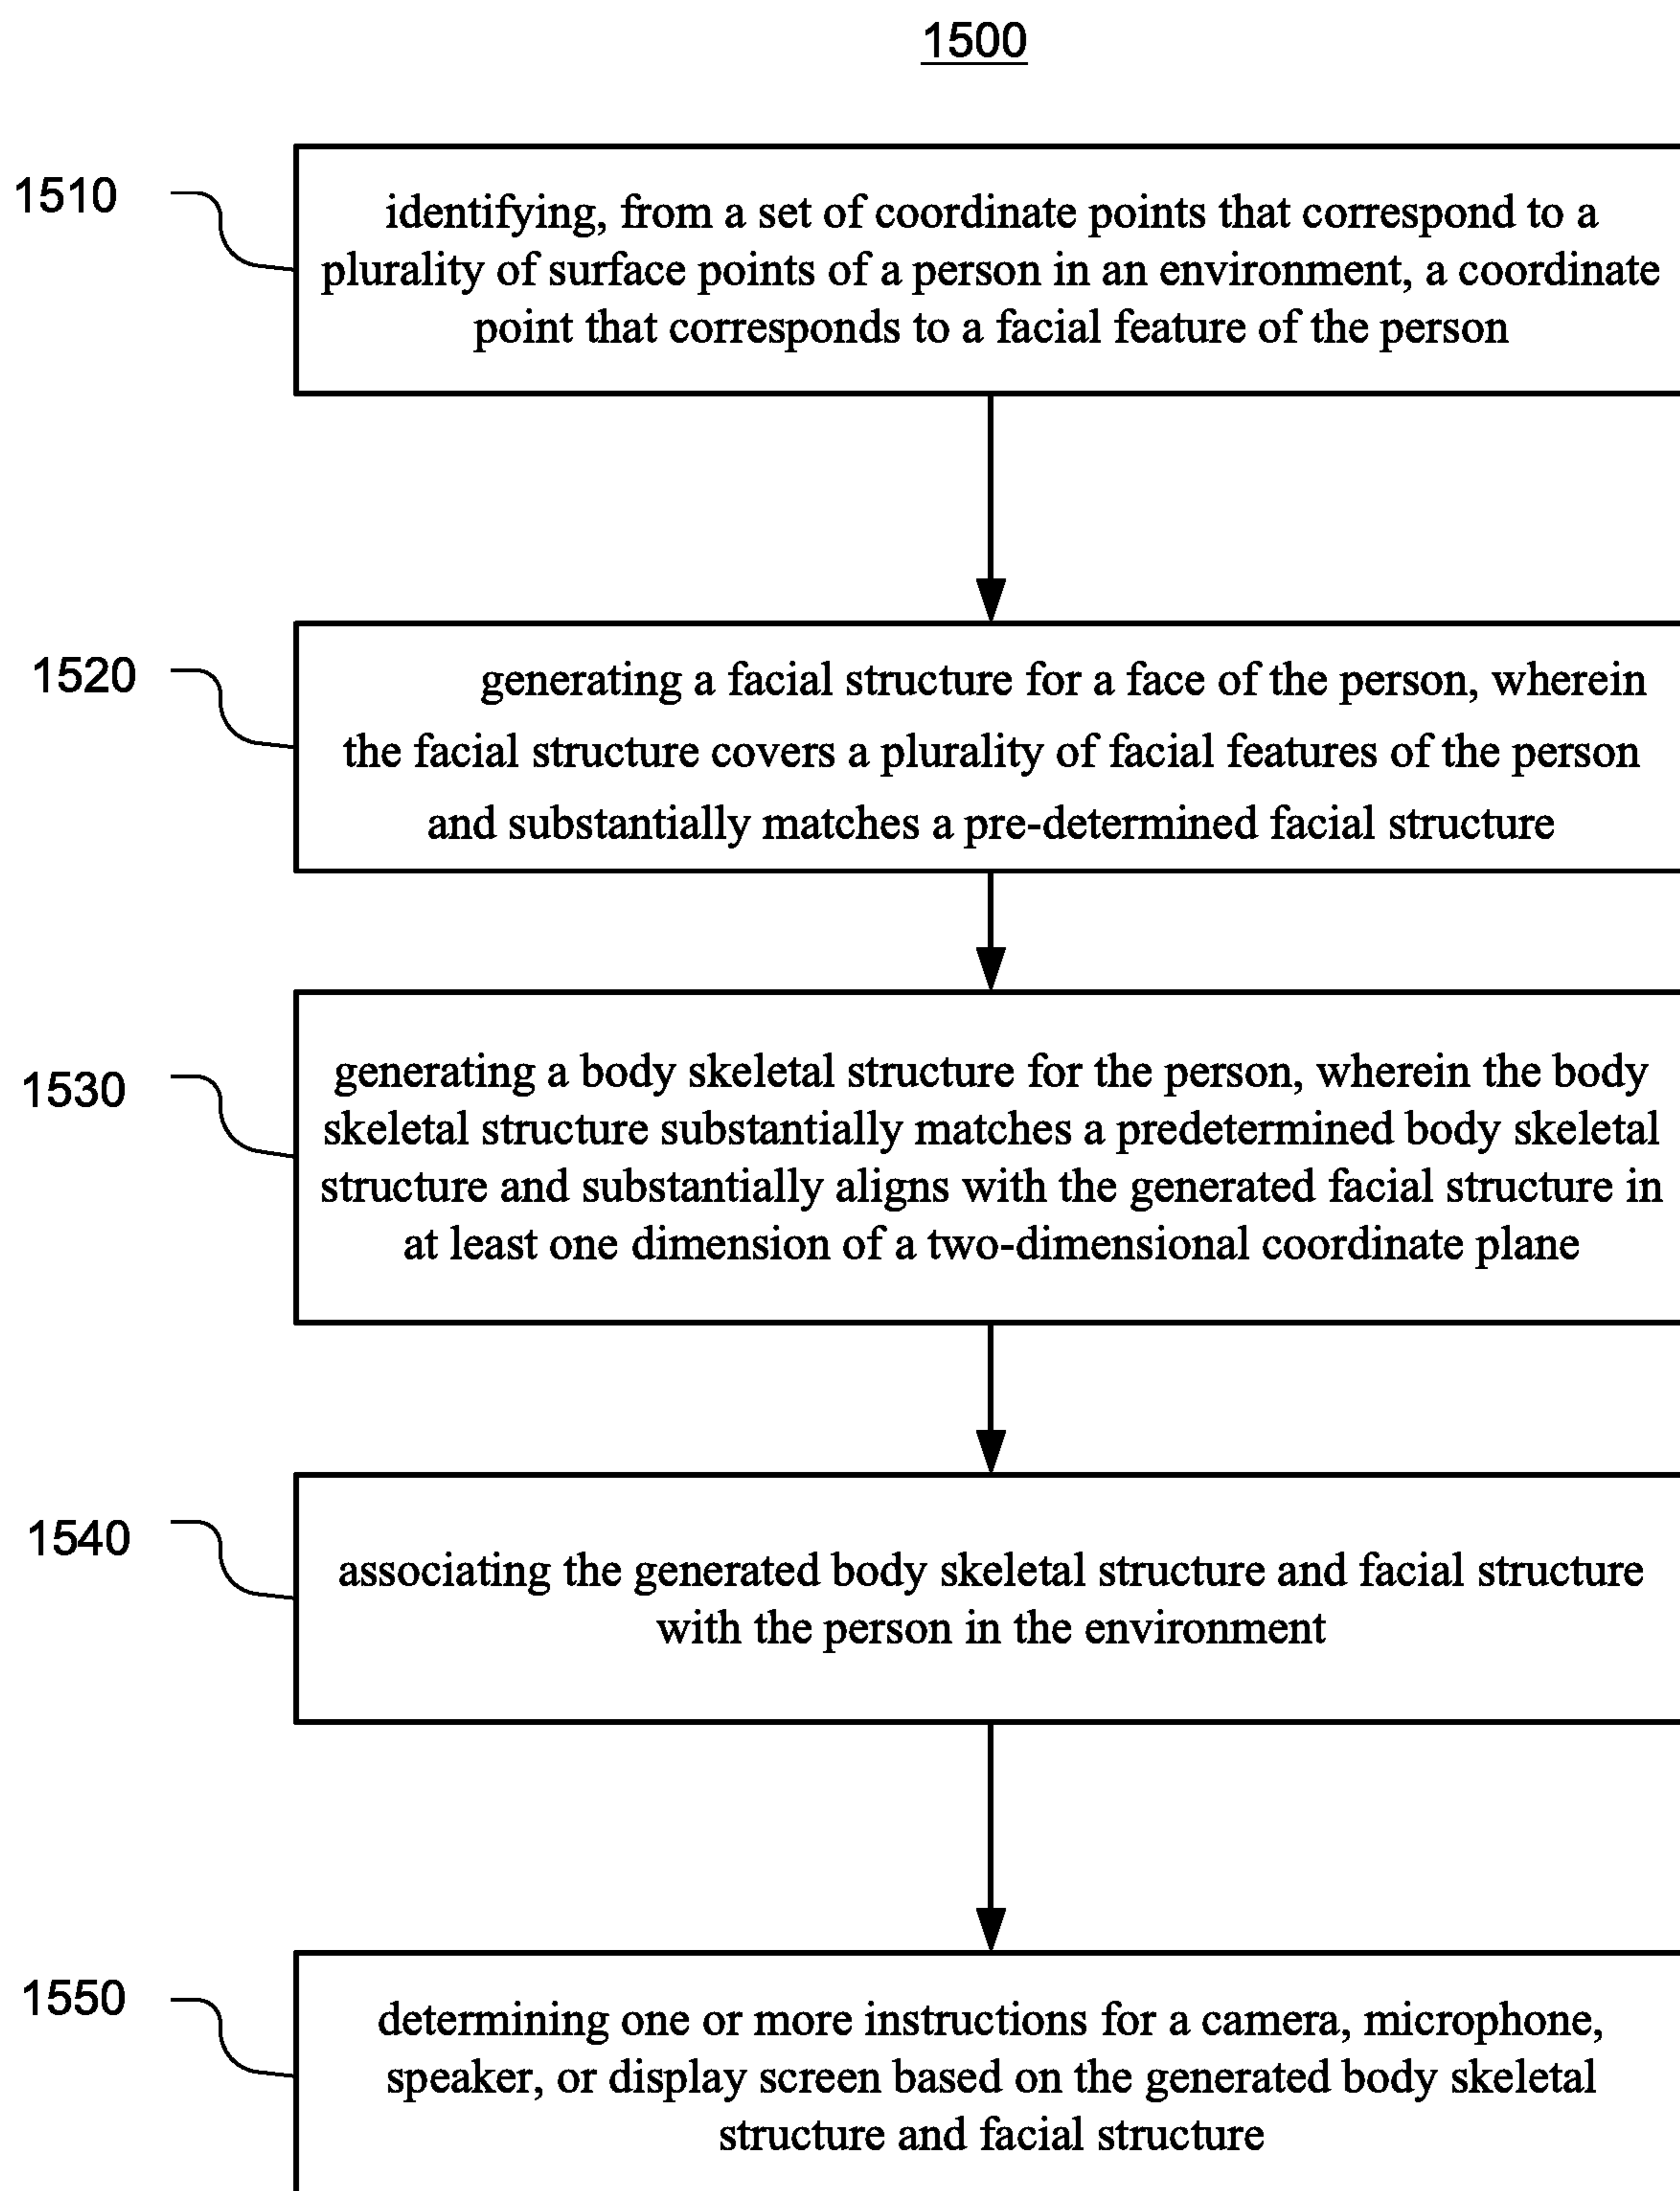 1500
1510
identifying, from a set of coordinate points that correspond to a
plurality of surface points of a person in an environment, a coordinate
point that corresponds to a facial feature of the person
1520
generating a facial structure for a face of the person, wherein
the facial structure covers a plurality of facial features of the person
and substantially matches a pre-determined facial structure
1530
generating a body skeletal structure for the person, wherein the body
skeletal structure substantially matches a predetermined body skeletal
structure and substantially aligns with the generated facial structure in
at least one dimension of a two-dimensional coordinate plane
1540
associating the generated body skeletal structure and facial structure
with the person in the environment
1550
determining one or more instructions for a camera, microphone,
speaker, or display screen based on the generated body skeletal
structure and facial structure